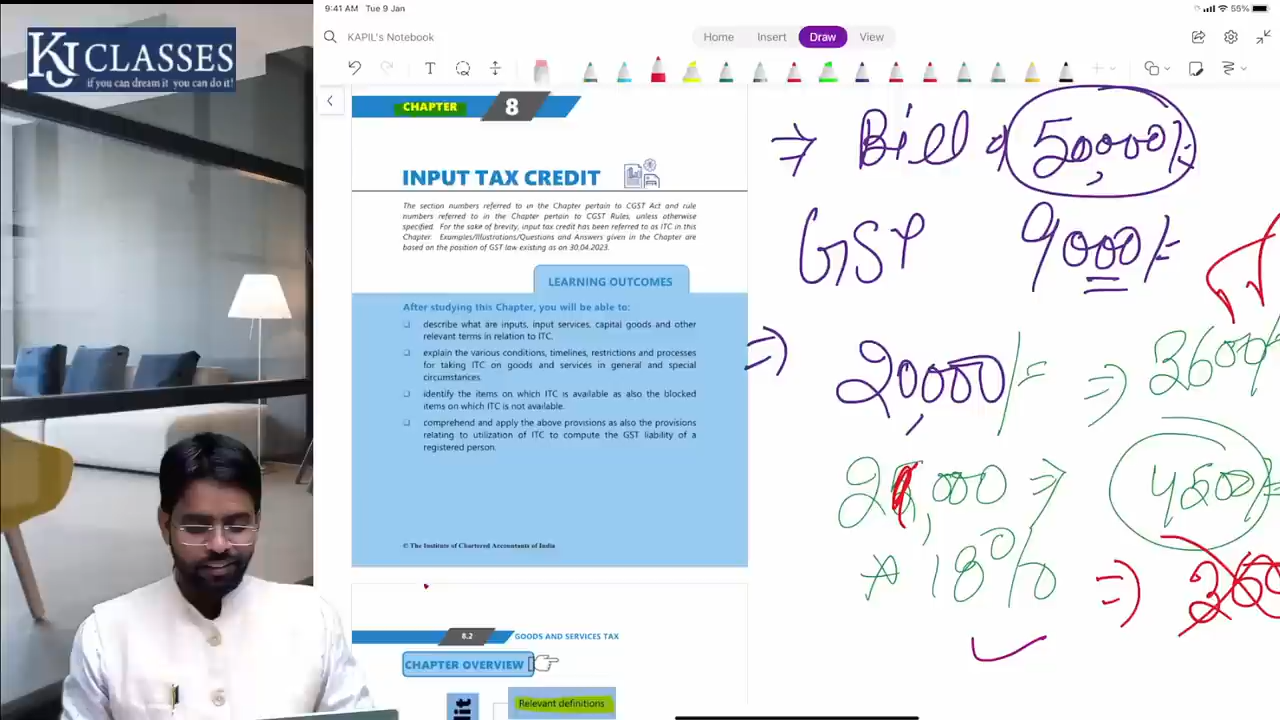 9:41 AM Tue 9 Jan
55%
KJ CLASSES
if you can dream it you can do it!
KAPIL's Notebook
Home Insert Draw View
CHAPTER 8
INPUT TAX CREDIT
The section numbers referred to in the Chapter pertain to CGST Act and rule
numbers referred to in the Chapter pertain to CGST Rules, unless otherwise
specified. For the sake of brevity, input tax credit has been referred to as ITC in this
Chapter. Examples/Illustrations/Questions and Answers given in the Chapter are
based on the position of GST law existing as on 30.04.2023.
LEARNING OUTCOMES
After studying this Chapter, you will be able to:
❑ describe what are inputs, input services, capital goods and other
relevant terms in relation to ITC.
❑ explain the various conditions, timelines, restrictions and processes
for taking ITC on goods and services in general and special
circumstances.
❑ identify the items on which ITC is available as also the blocked
items on which ITC is not available.
❑ comprehend and apply the above provisions as also the provisions
relating to utilization of ITC to compute the GST liability of a
registered person.
© The Institute of Chartered Accountants of India
8.2 GOODS AND SERVICES TAX
CHAPTER OVERVIEW
Relevant definitions
⇒ Bill 50,000/-
GST 9000/-
⇒ 20,000/= ⇒ 3600/
,000 ⇒ 4500/=
18%
⇒